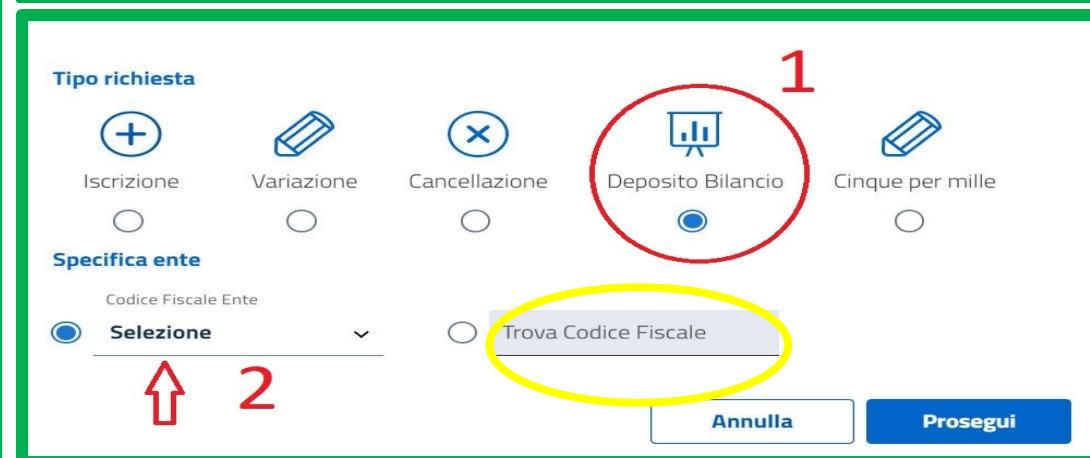 1
Tipo richiesta
Iscrizione Variazione Cancellazione Deposito Bilancio Cinque per mille
Specifica ente
Codice Fiscale Ente
Selezione Trova Codice Fiscale
2
Annulla Prosegui